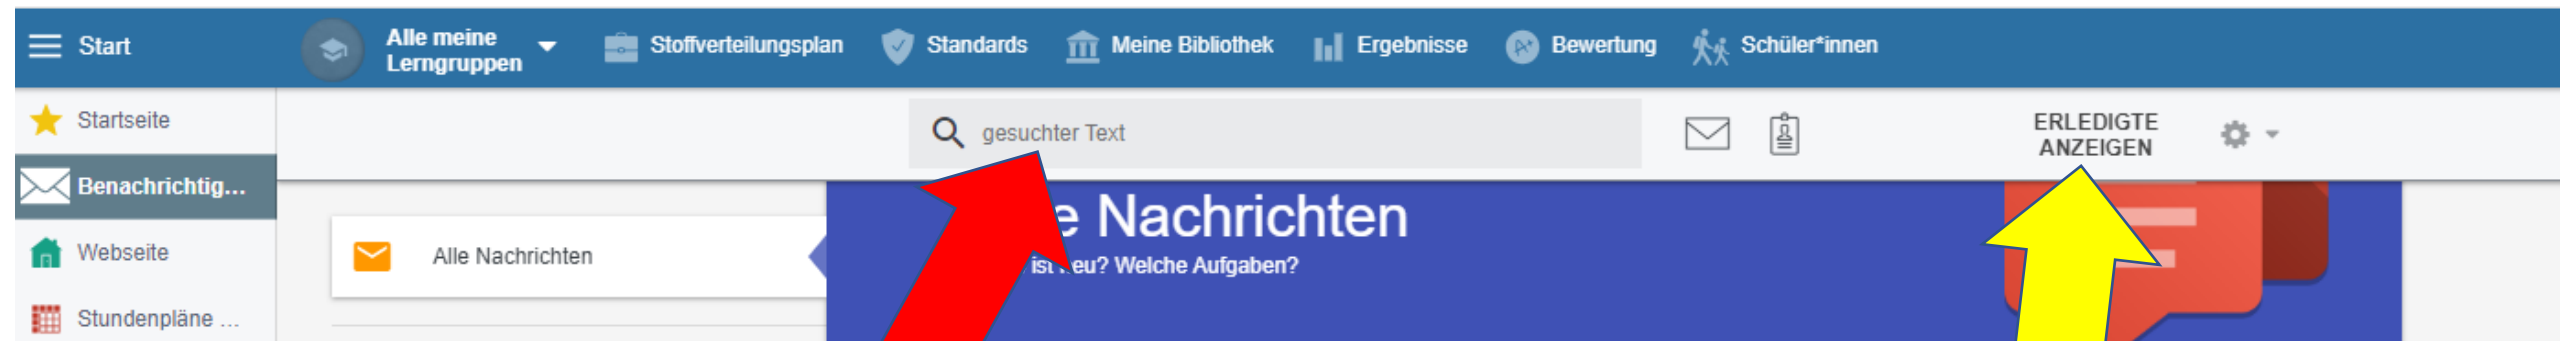 Start
Alle meine
Lerngruppen
Stoffverteilungsplan
Standards
Meine Bibliothek
Ergebnisse
Bewertung
Schüler*innen
Startseite
gesuchter Text
ERLEDIGTE
ANZEIGEN
Benachrichtig...
e Nachrichten
Webseite
Alle Nachrichten
ist neu? Welche Aufgaben?
Stundenpläne ...